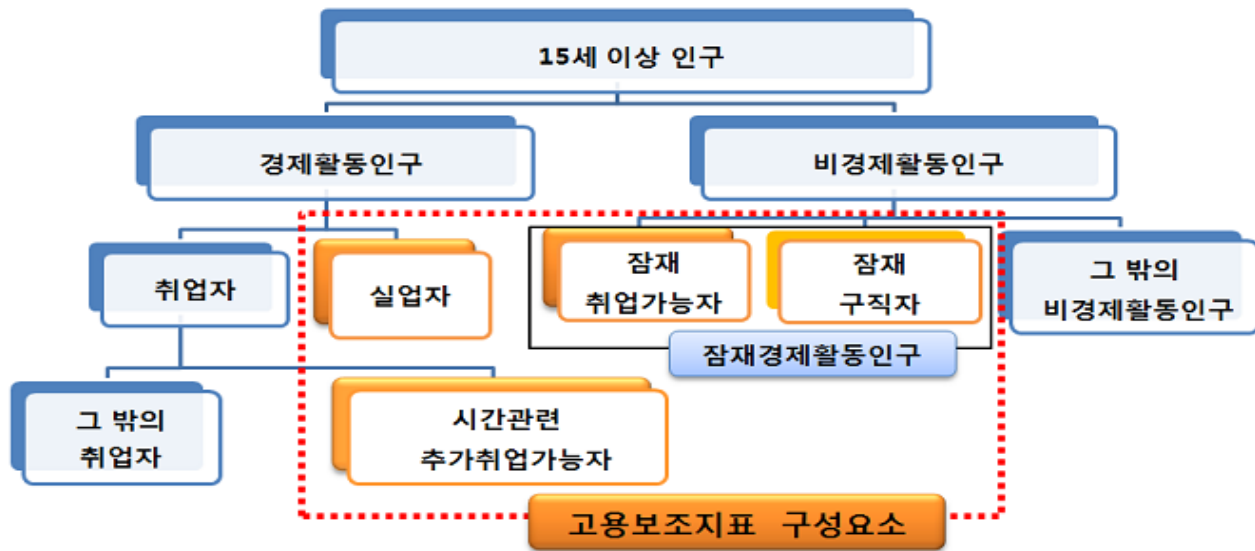 15세 이상 인구
경제활동인구
비경제활동인구
취업자
실업자
잠재
취업가능자
잠재
구직자
그 밖의
비경제활동인구
잠재경제활동인구
그 밖의
취업자
시간관련
추가취업가능자
고용보조지표 구성요소